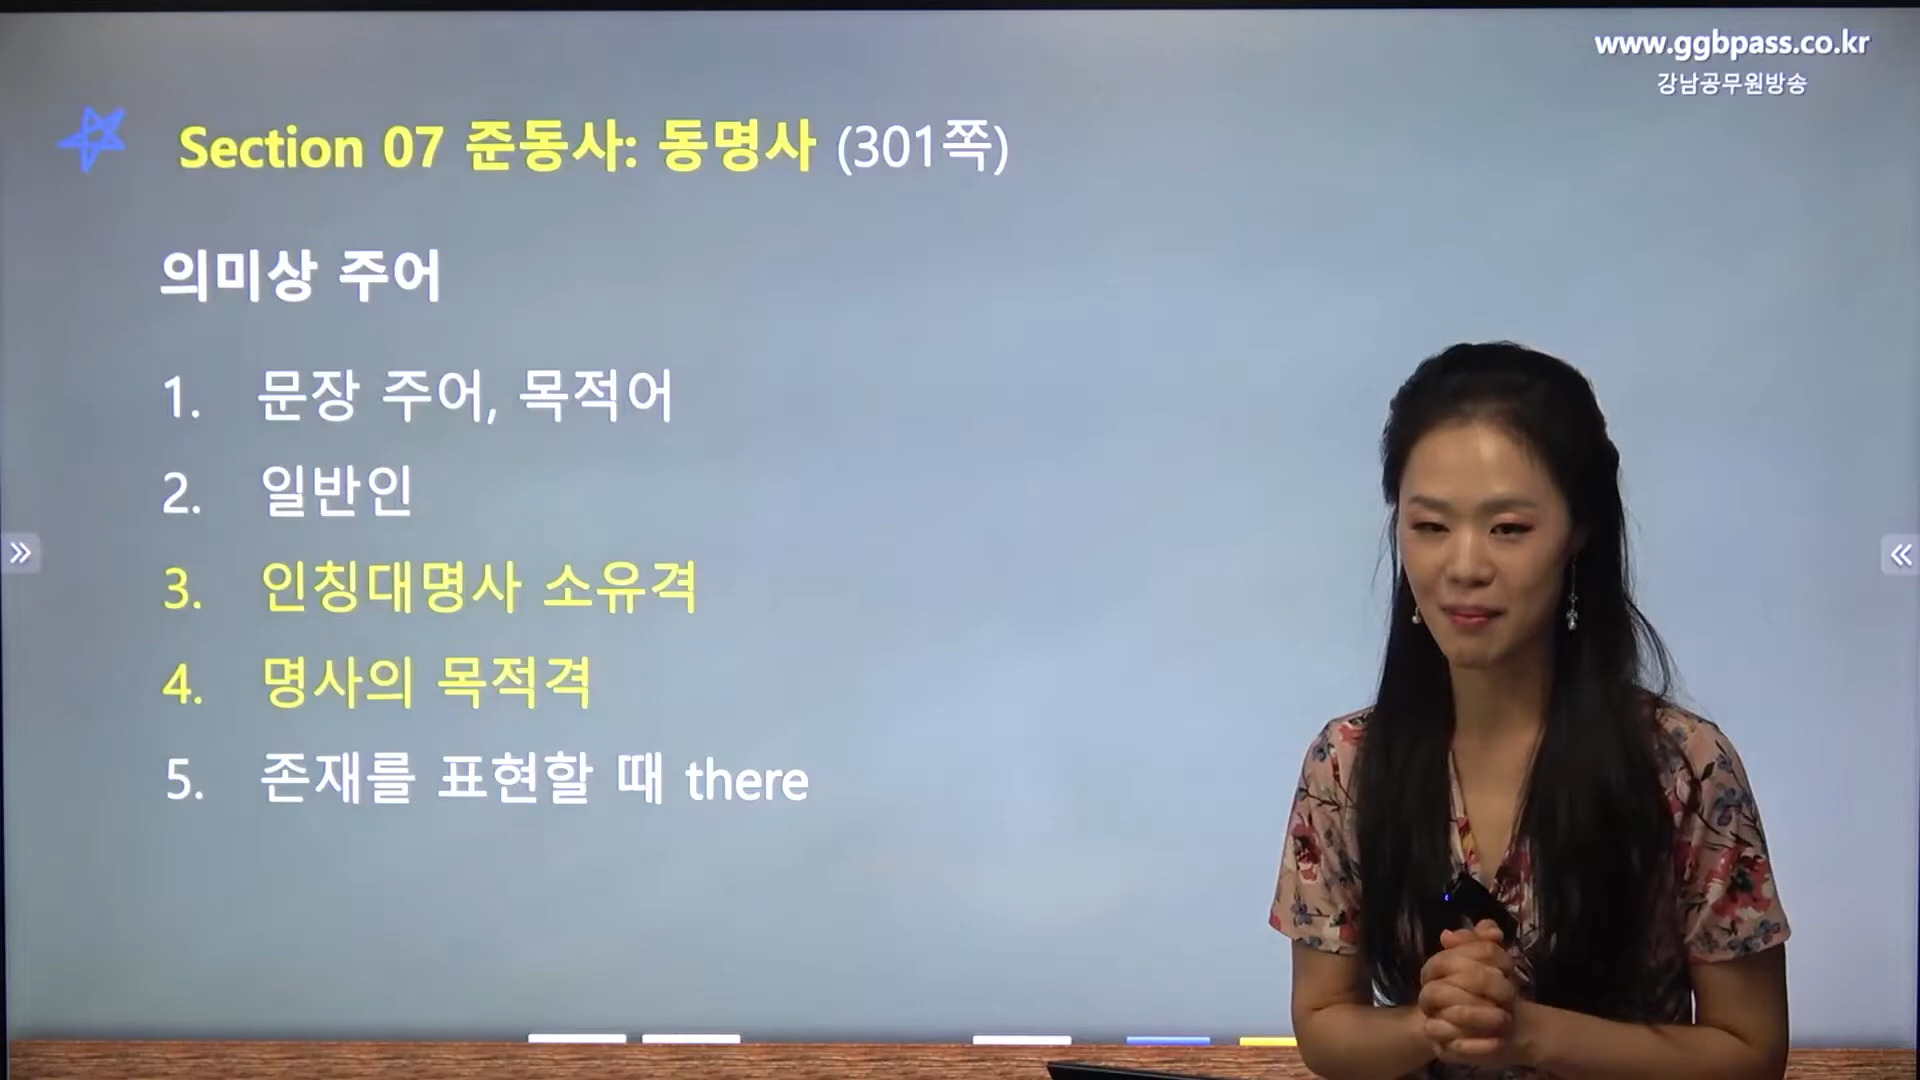 www.ggbpass.co.kr
강남공무원방송
Section 07 준동사: 동명사 (301쪽)
의미상 주어
1. 문장 주어, 목적어
2. 일반인
3. 인칭대명사 소유격
4. 명사의 목적격
5. 존재를 표현할 때 there